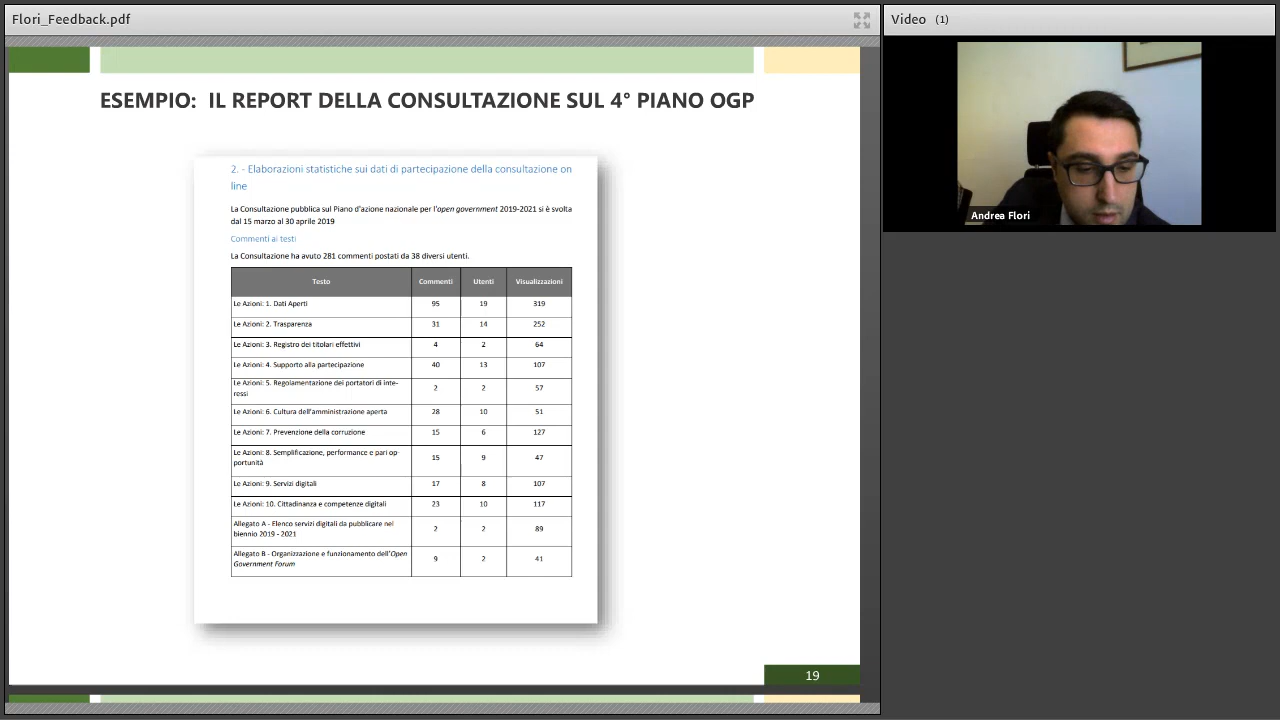 Flori_Feedback.pdf
Video (1)
ESEMPIO: IL REPORT DELLA CONSULTAZIONE SUL 4° PIANO OGP
2. - Elaborazioni statistiche sui dati di partecipazione della consultazione on
line
La Consultazione pubblica sul Piano d'azione nazionale per l'open government 2019-2021 si è svolta
dal 15 marzo al 30 aprile 2019
Commenti ai testi
La Consultazione ha avuto 281 commenti postati da 38 diversi utenti.
Testo Commenti Utenti Visualizzazioni
Le Azioni: 1. Dati Aperti 95 19 319
Le Azioni: 2. Trasparenza 31 14 252
Le Azioni: 3. Registro dei titolari effettivi 4 2 64
Le Azioni: 4. Supporto alla partecipazione 40 13 107
Le Azioni: 5. Regolamentazione dei portatori di inte-
ressi 2 2 57
Le Azioni: 6. Cultura dell'amministrazione aperta 28 10 51
Le Azioni: 7. Prevenzione della corruzione 15 6 127
Le Azioni: 8. Semplificazione, performance e pari op-
portunità 15 9 47
Le Azioni: 9. Servizi digitali 17 8 107
Le Azioni: 10. Cittadinanza e competenze digitali 23 10 117
Allegato A - Elenco servizi digitali da pubblicare nel
biennio 2019 - 2021 2 2 89
Allegato B - Organizzazione e funzionamento dell'Open
Government Forum 9 2 41
19
Andrea Flori